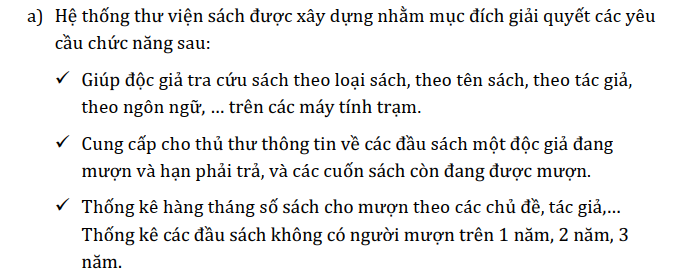 a) Hệ thống thư viện sách được xây dựng nhằm mục đích giải quyết các yêu
cầu chức năng sau:
✓ Giúp độc giả tra cứu sách theo loại sách, theo tên sách, theo tác giả,
theo ngôn ngữ, ... trên các máy tính trạm.
✓ Cung cấp cho thủ thư thông tin về các đầu sách một độc giả đang
mượn và hạn phải trả, và các cuốn sách còn đang được mượn.
✓ Thống kê hàng tháng số sách cho mượn theo các chủ đề, tác giả,...
Thống kê các đầu sách không có người mượn trên 1 năm, 2 năm, 3
năm.